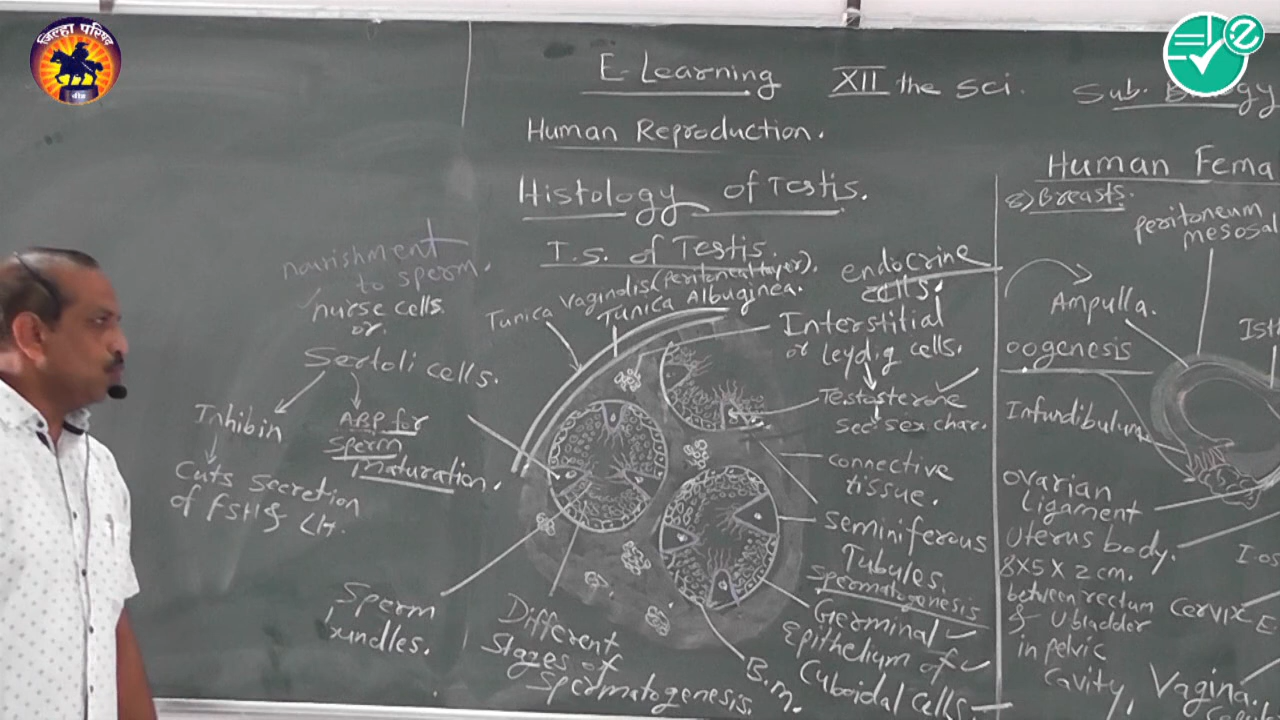 जिल्हा परिषद
बीड
E-Learning XII the Sci. Sub. Biology
Human Reproduction.
Histology of Testis.
T.S. of Testis.
Tunica Vaginalis (Peritoneal layer).
Tunica Albuginea.
nourishment
to sperm.
nurse cells
or
Sertoli cells.
Inhibin
Cuts secretion
of FSH & LH.
ABP for
sperm
maturation.
Sperm
Different
Stages of
Spermatogenesis.
B.M.
endocrine
cells.
Interstitial
or leydig cells.
Testosterone
sec. sex char.
connective
tissue.
Seminiferous
Tubules.
Spermatogenesis
Germinal
Epithelium of
Cuboidal cells.
Human Fema
8) Breasts.
peritoneum
mesosal
Ampulla.
Ist
oogenesis
Infundibulum
ovarian
ligament
Uterus body.
8X5X2 cm.
between rectum
& U bladder
in pelvic
cavity.
Cervix E
Vagina.